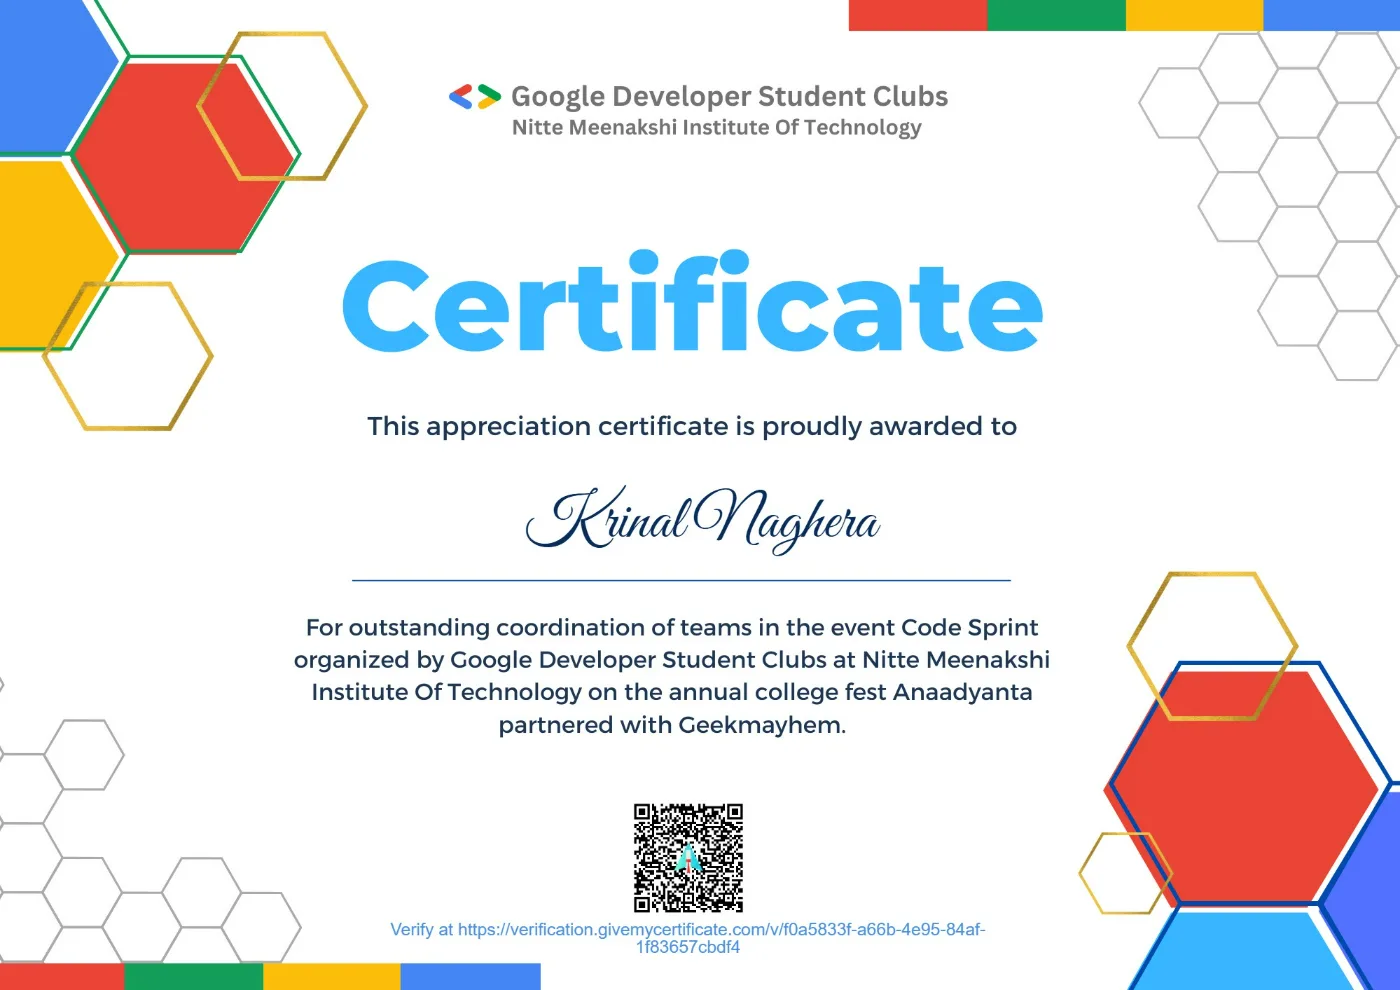 Google Developer Student Clubs
Nitte Meenakshi Institute Of Technology
Certificate
This appreciation certificate is proudly awarded to
Krinal Naghera
For outstanding coordination of teams in the event Code Sprint
organized by Google Developer Student Clubs at Nitte Meenakshi
Institute Of Technology on the annual college fest Anaadyanta
partnered with Geekmayhem.
Verify at https://verification.givemycertificate.com/v/f0a5833f-a66b-4e95-84af-
1f83657cbdf4